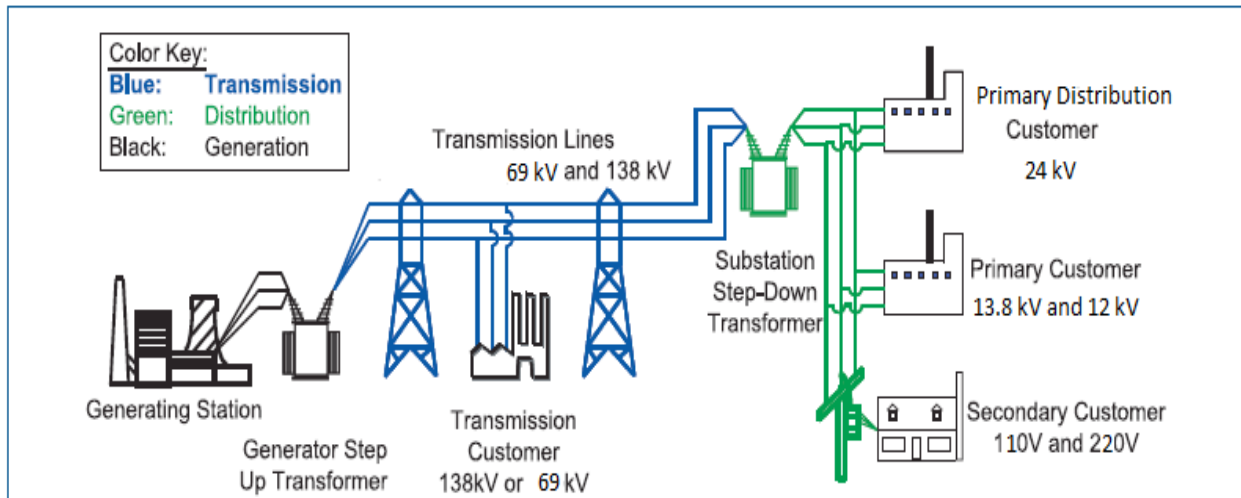 Color Key:
Blue: Transmission
Green: Distribution
Black: Generation
Transmission Lines
69 kV and 138 kV
Primary Distribution
Customer
24 kV
Substation
Step-Down
Transformer
Primary Customer
13.8 kV and 12 kV
Generating Station
Generator Step
Up Transformer
Transmission
Customer
138kV or 69 kV
Secondary Customer
110V and 220V